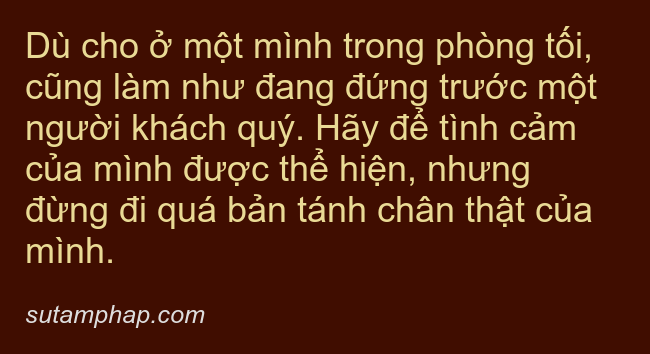 Dù cho ở một mình trong phòng tối,
cũng làm như đang đứng trước một
người khách quý. Hãy để tình cảm
của mình được thể hiện, nhưng
đừng đi quá bản tánh chân thật của
mình.
sutamphap.com